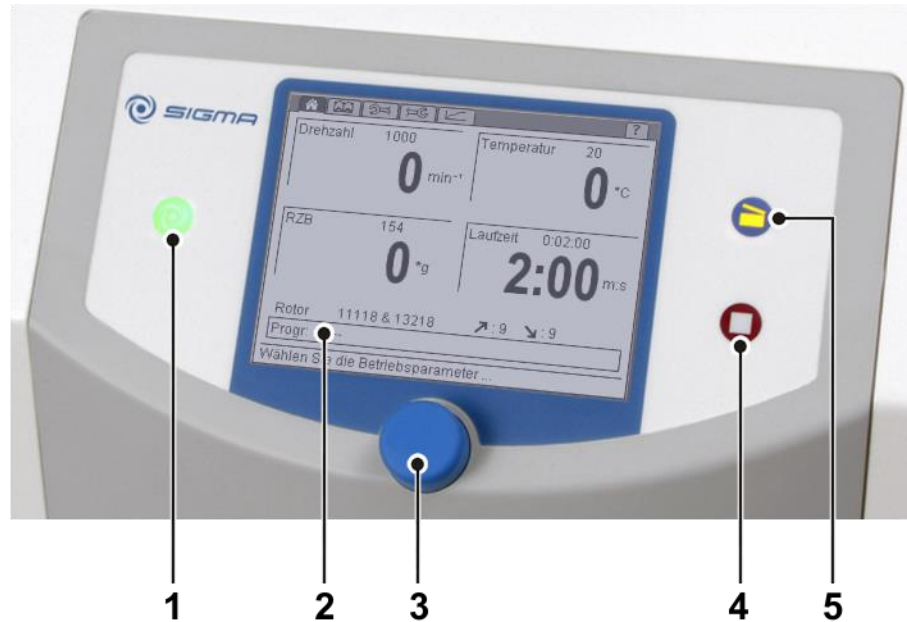 SIGMA
?
Drehzahl 1000
0 min⁻¹
Temperatur 20
0 °C
RZB 154
0 *g
Laufzeit 0:02:00
2:00 m:s
Rotor 11118 & 13218 : 9 : 9
Progr:
Wählen Sie die Betriebsparameter ...
1 2 3 4 5